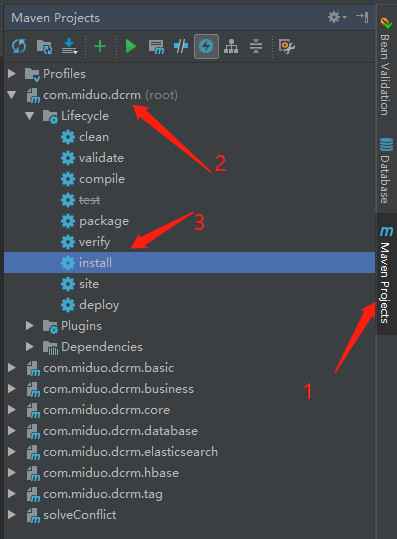 Maven Projects
Profiles
com.miduo.dcrm (root)
Lifecycle
clean
validate
compile
test
package
verify
install
site
deploy
Plugins
Dependencies
com.miduo.dcrm.basic
com.miduo.dcrm.business
com.miduo.dcrm.core
com.miduo.dcrm.database
com.miduo.dcrm.elasticsearch
com.miduo.dcrm.hbase
com.miduo.dcrm.tag
solveConflict
2
3
1
Bean Validation
Database
m Maven Projects